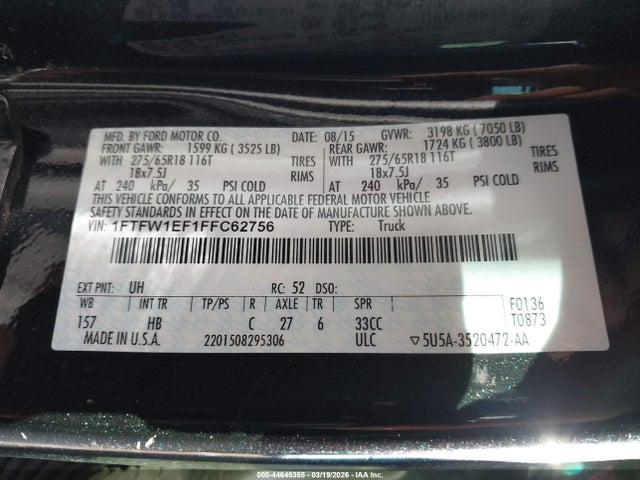 MFD. BY FORD MOTOR CO. DATE: 08/15 GVWR: 3198 KG ( 7050 LB)
FRONT GAWR: 1599 KG ( 3525 LB) REAR GAWR: 1724 KG ( 3800 LB)
WITH 275/65R18 116T TIRES WITH 275/65R18 116T TIRES
18x7.5J RIMS 18x7.5J RIMS
AT 240 kPa/ 35 PSI COLD AT 240 kPa/ 35 PSI COLD
THIS VEHICLE CONFORMS TO ALL APPLICABLE FEDERAL MOTOR VEHICLE
SAFETY STANDARDS IN EFFECT ON THE DATE OF MANUFACTURE SHOWN ABOVE.
VIN: 1FTFW1EF1FFC62756 TYPE: Truck
EXT PNT: UH RC: 52 DSO:
WB INT TR TP/PS R AXLE TR SPR F0136
157 HB C 27 6 33CC T0873
MADE IN U.S.A. 2201508295306 ULC ▽5U5A-3520472-AA
000-44646355 - 03/19/2026 - IAA Inc.